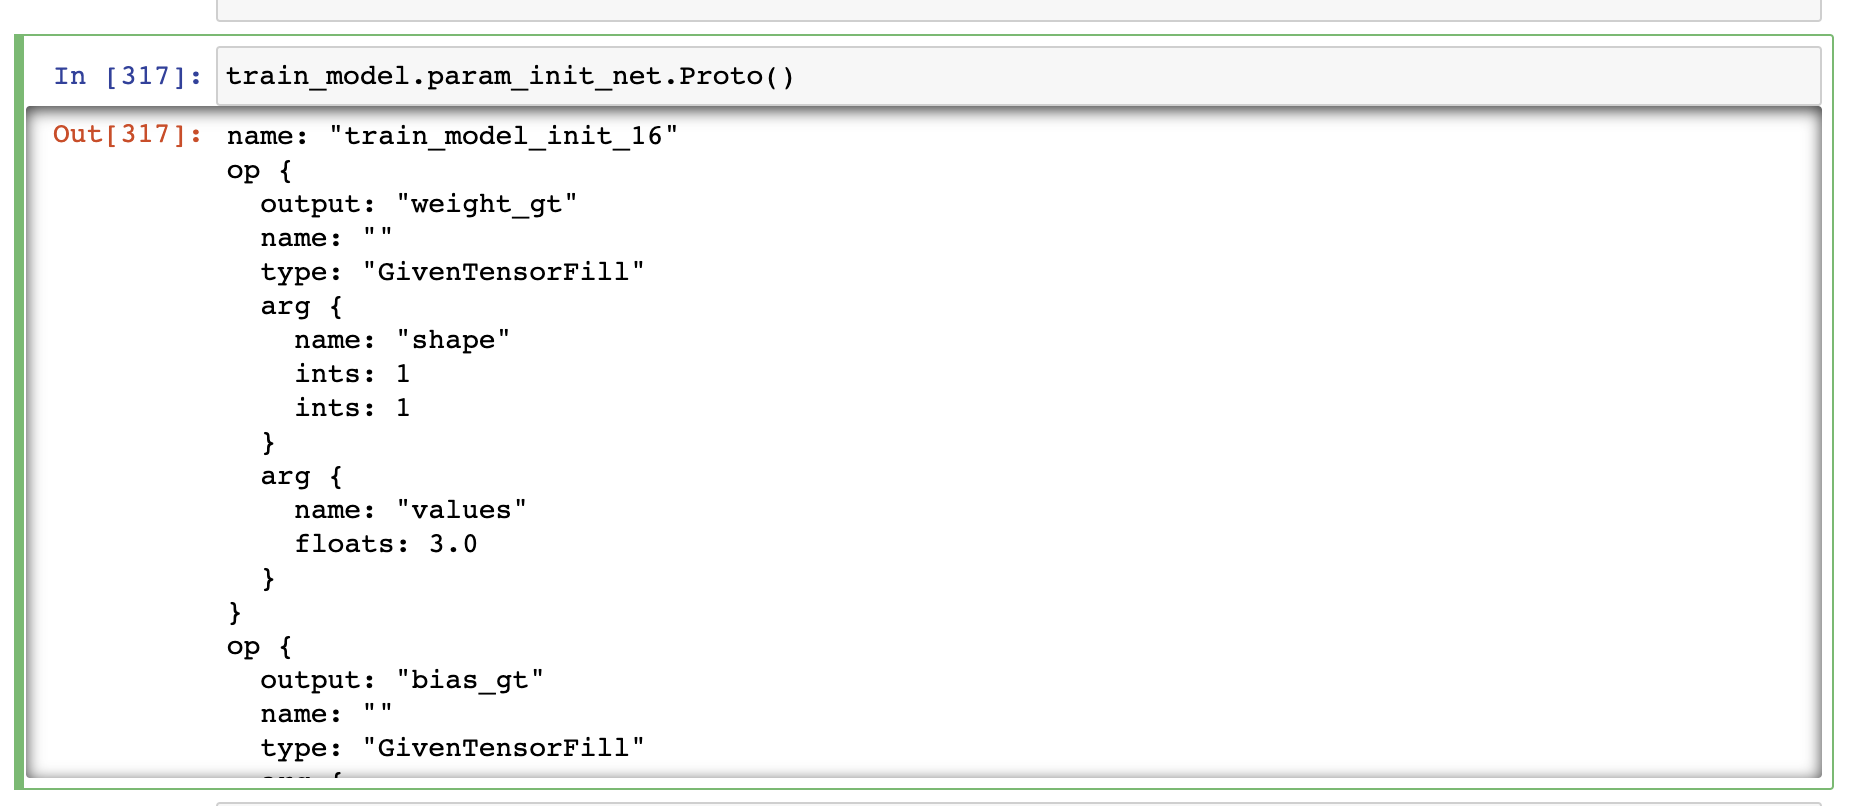 In [317]: train_model.param_init_net.Proto()
Out[317]: name: "train_model_init_16"
op {
  output: "weight_gt"
  name: ""
  type: "GivenTensorFill"
  arg {
    name: "shape"
    ints: 1
    ints: 1
  }
  arg {
    name: "values"
    floats: 3.0
  }
}
op {
  output: "bias_gt"
  name: ""
  type: "GivenTensorFill"